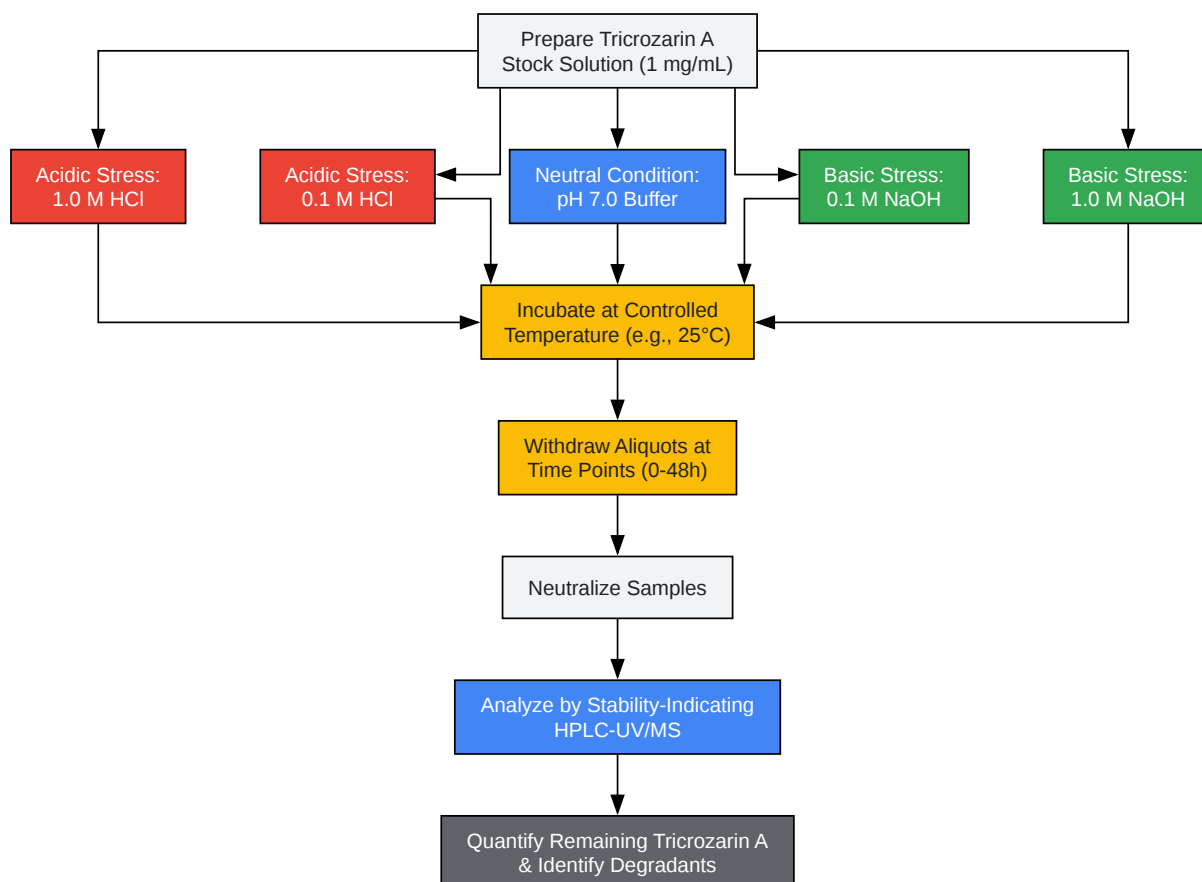 Prepare Tricrozarin A
Stock Solution (1 mg/mL)
Acidic Stress:
1.0 M HCl
Acidic Stress:
0.1 M HCl
Neutral Condition:
pH 7.0 Buffer
Basic Stress:
0.1 M NaOH
Basic Stress:
1.0 M NaOH
Incubate at Controlled
Temperature (e.g., 25°C)
Withdraw Aliquots at
Time Points (0-48h)
Neutralize Samples
Analyze by Stability-Indicating
HPLC-UV/MS
Quantify Remaining Tricrozarin A
& Identify Degradants